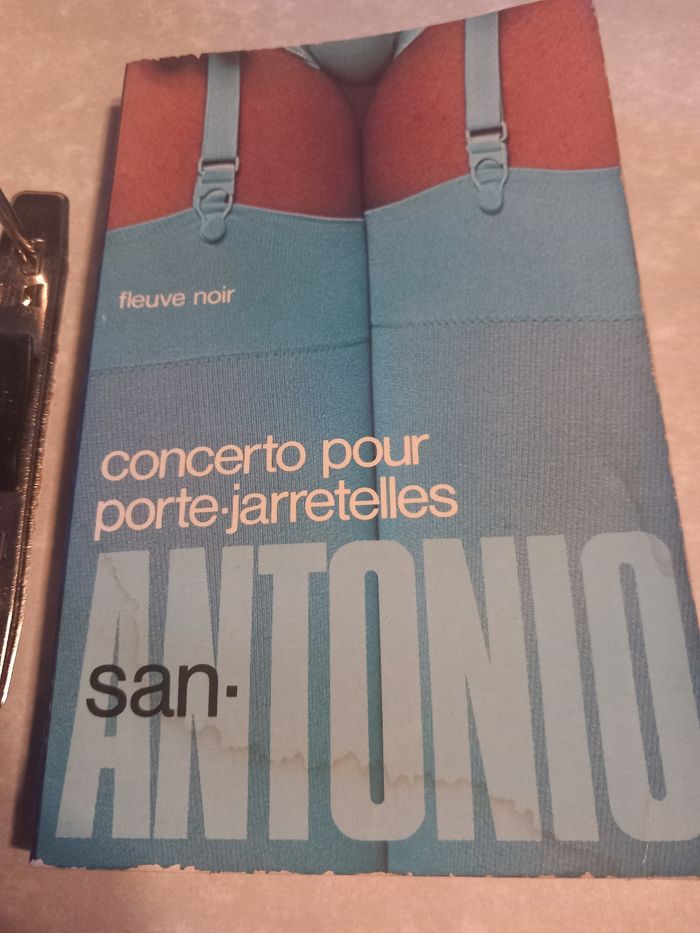 fleuve noir
concerto pour
porte-jarretelles
san-
ANTONIO